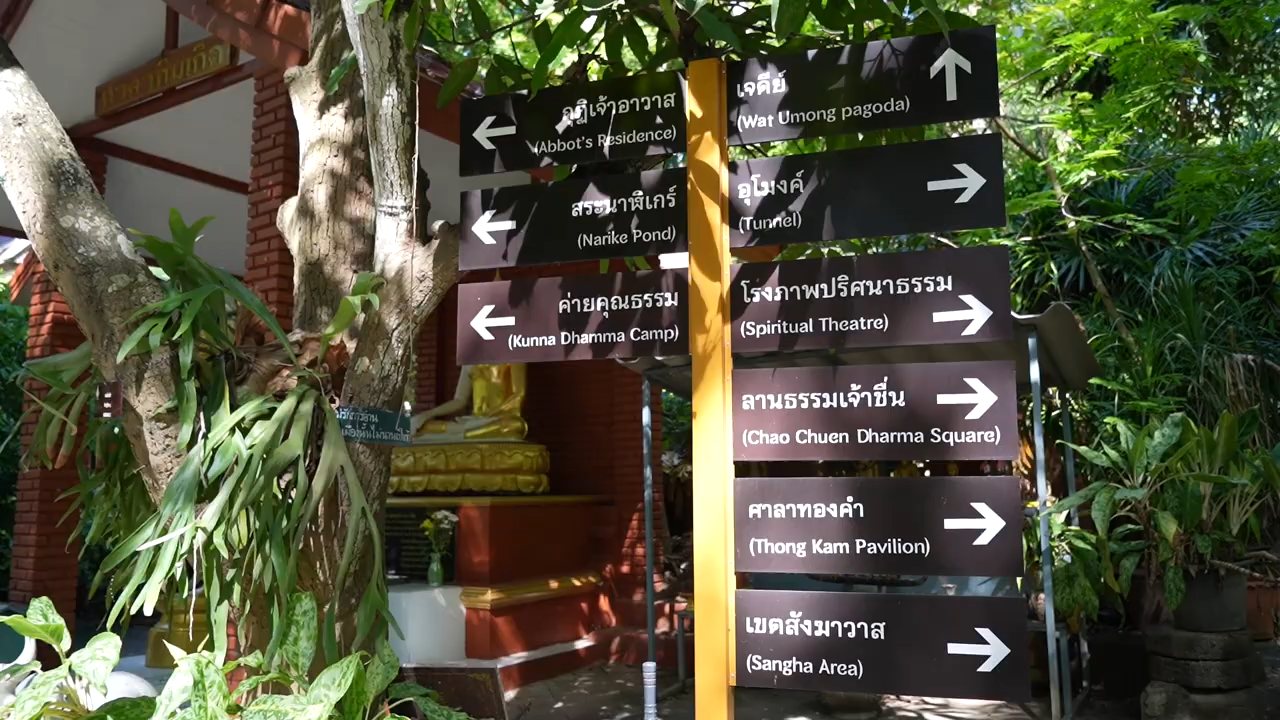 กุฏิเจ้าอาวาส
(Abbot's Residence)
สระนาฬิเกร์
(Narike Pond)
ค่ายคุณธรรม
(Kunna Dhamma Camp)
เจดีย์
(Wat Umong pagoda)
อุโมงค์
(Tunnel)
โรงภาพปริศนาธรรม
(Spiritual Theatre)
ลานธรรมเจ้าชื่น
(Chao Chuen Dharma Square)
ศาลาทองคำ
(Thong Kam Pavilion)
เขตสังฆาวาส
(Sangha Area)